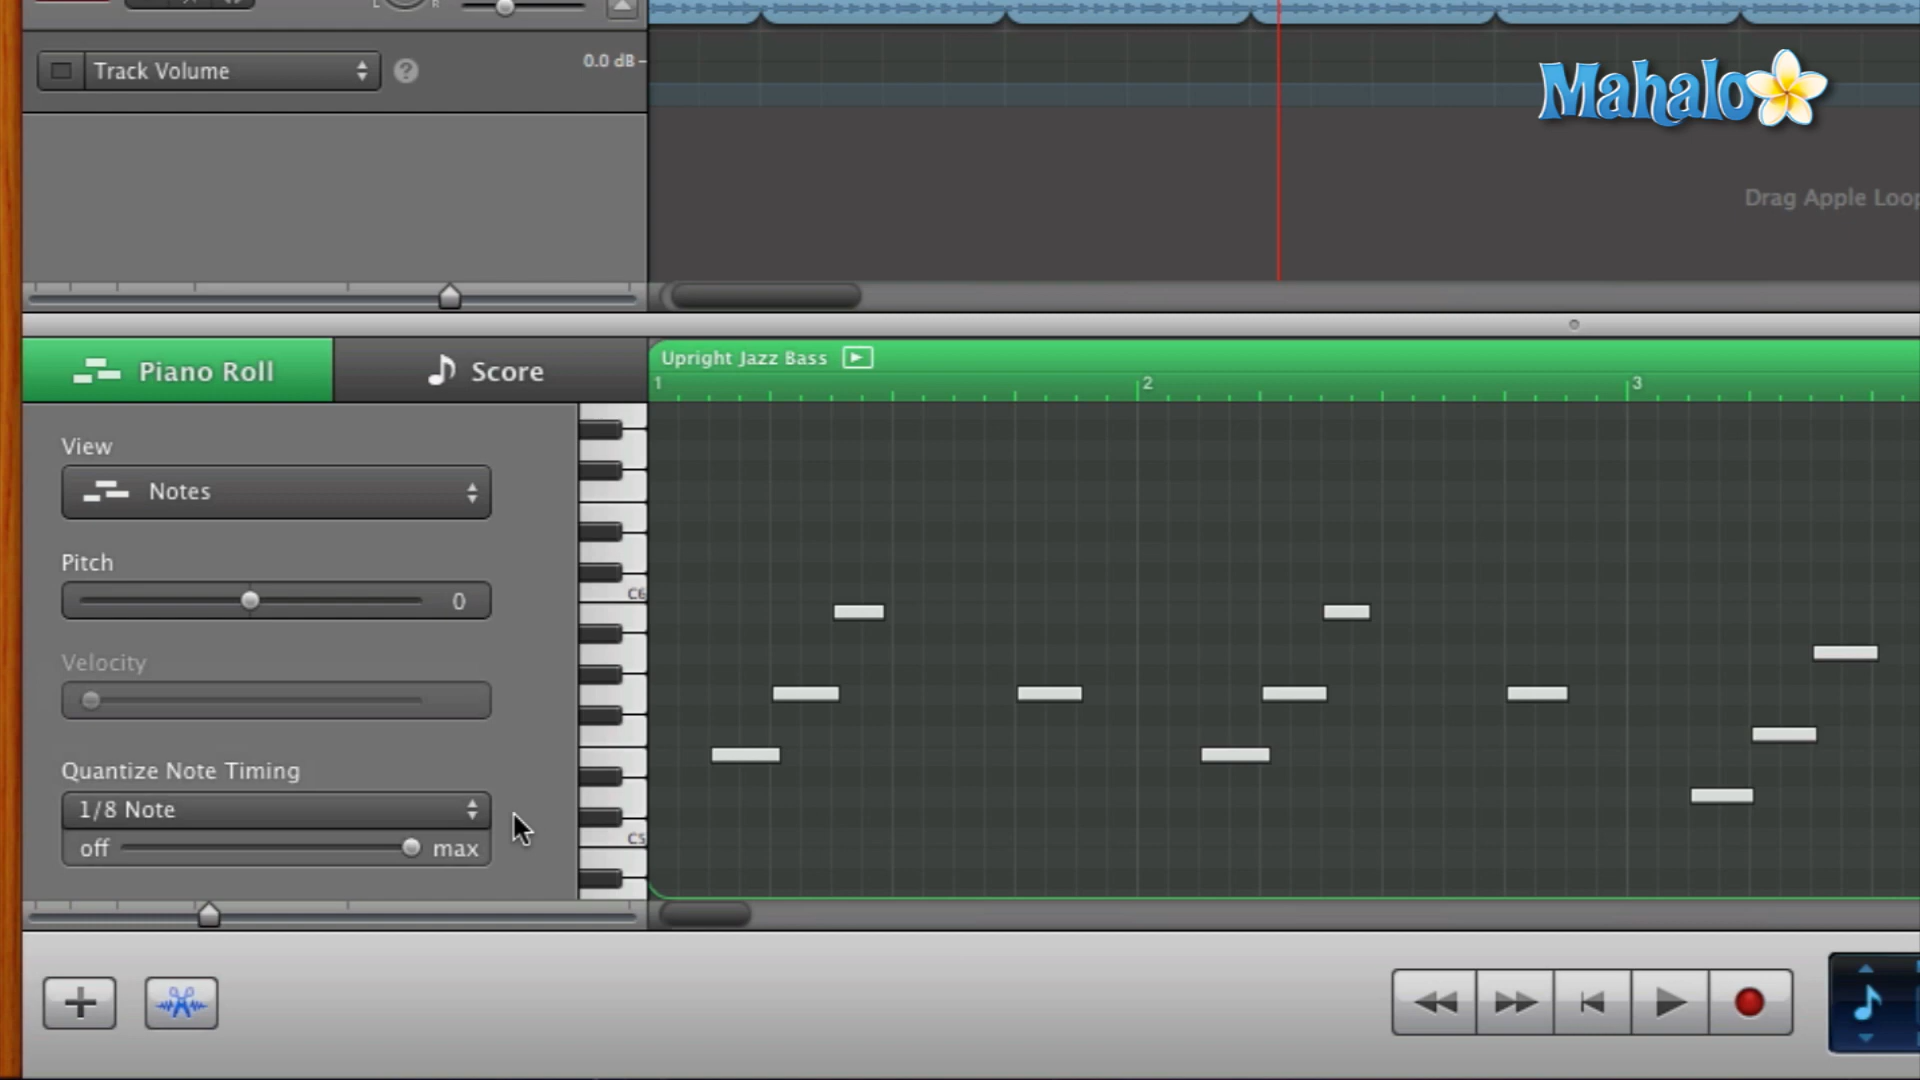 L R
Track Volume
0.0 dB
Mahalo
Drag Apple Loop
Piano Roll
Score
Upright Jazz Bass
1 2 3
View
Notes
Pitch
0
C6
Velocity
Quantize Note Timing
1/8 Note
C5
off max